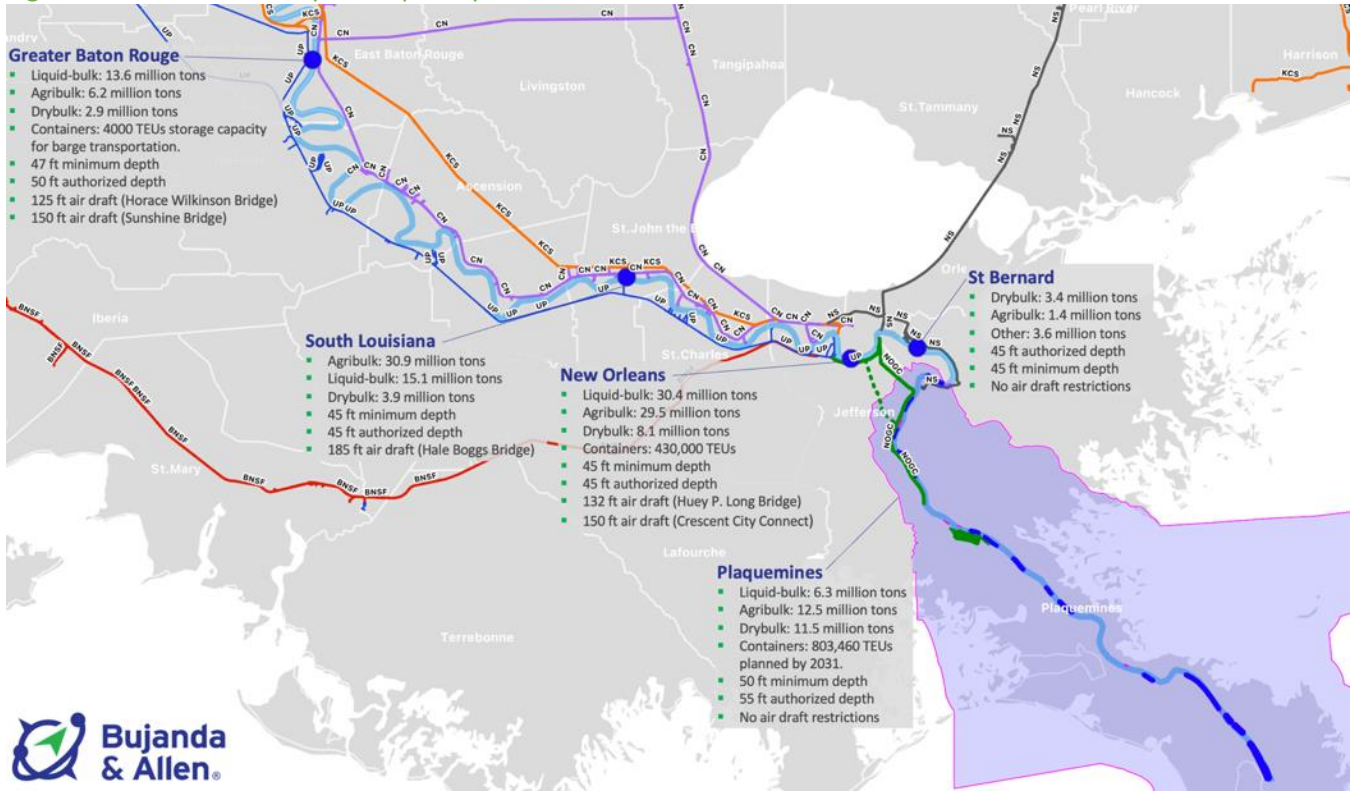 Greater Baton Rouge
Liquid-bulk: 13.6 million tons
Agribulk: 6.2 million tons
Drybulk: 2.9 million tons
Containers: 4000 TEUs storage capacity
for barge transportation.
47 ft minimum depth
50 ft authorized depth
125 ft air draft (Horace Wilkinson Bridge)
150 ft air draft (Sunshine Bridge)
East Baton Rouge
Livingston
Tangipahoa
St.Tammany
Pearl River
Hancock
Harrison
KCS
CN
UP
NS
Ascension
St.John the
Iberia
BNSF
St.Mary
South Louisiana
Agribulk: 30.9 million tons
Liquid-bulk: 15.1 million tons
Drybulk: 3.9 million tons
45 ft minimum depth
45 ft authorized depth
185 ft air draft (Hale Boggs Bridge)
St.Charles
New Orleans
Liquid-bulk: 30.4 million tons
Agribulk: 29.5 million tons
Drybulk: 8.1 million tons
Containers: 430,000 TEUs
45 ft minimum depth
45 ft authorized depth
132 ft air draft (Huey P. Long Bridge)
150 ft air draft (Crescent City Connect)
St Bernard
Drybulk: 3.4 million tons
Agribulk: 1.4 million tons
Other: 3.6 million tons
45 ft authorized depth
45 ft minimum depth
No air draft restrictions
Jefferson
NOGC
NOGC
NOGC
Lafourche
Terrebonne
Plaquemines
Liquid-bulk: 6.3 million tons
Agribulk: 12.5 million tons
Drybulk: 11.5 million tons
Containers: 803,460 TEUs
planned by 2031.
50 ft minimum depth
55 ft authorized depth
No air draft restrictions
Plaquemines
Bujanda
& Allen®